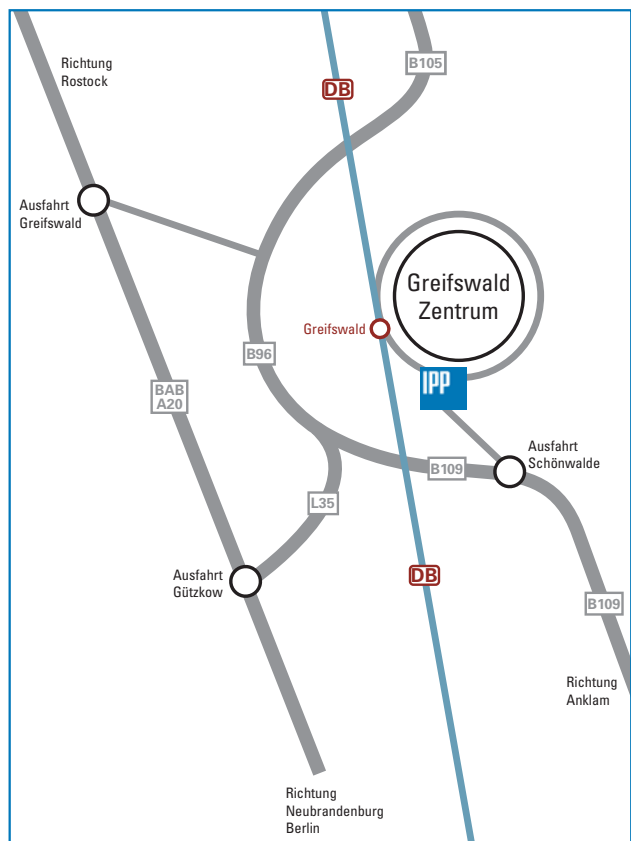 B105
Richtung
Rostock
DB
Ausfahrt
Greifswald
Greifswald
Zentrum
Greifswald
B96
IPP
BAB
A20
Ausfahrt
Schönwalde
B109
L35
DB
Ausfahrt
Gützkow
B109
Richtung
Anklam
Richtung
Neubrandenburg
Berlin